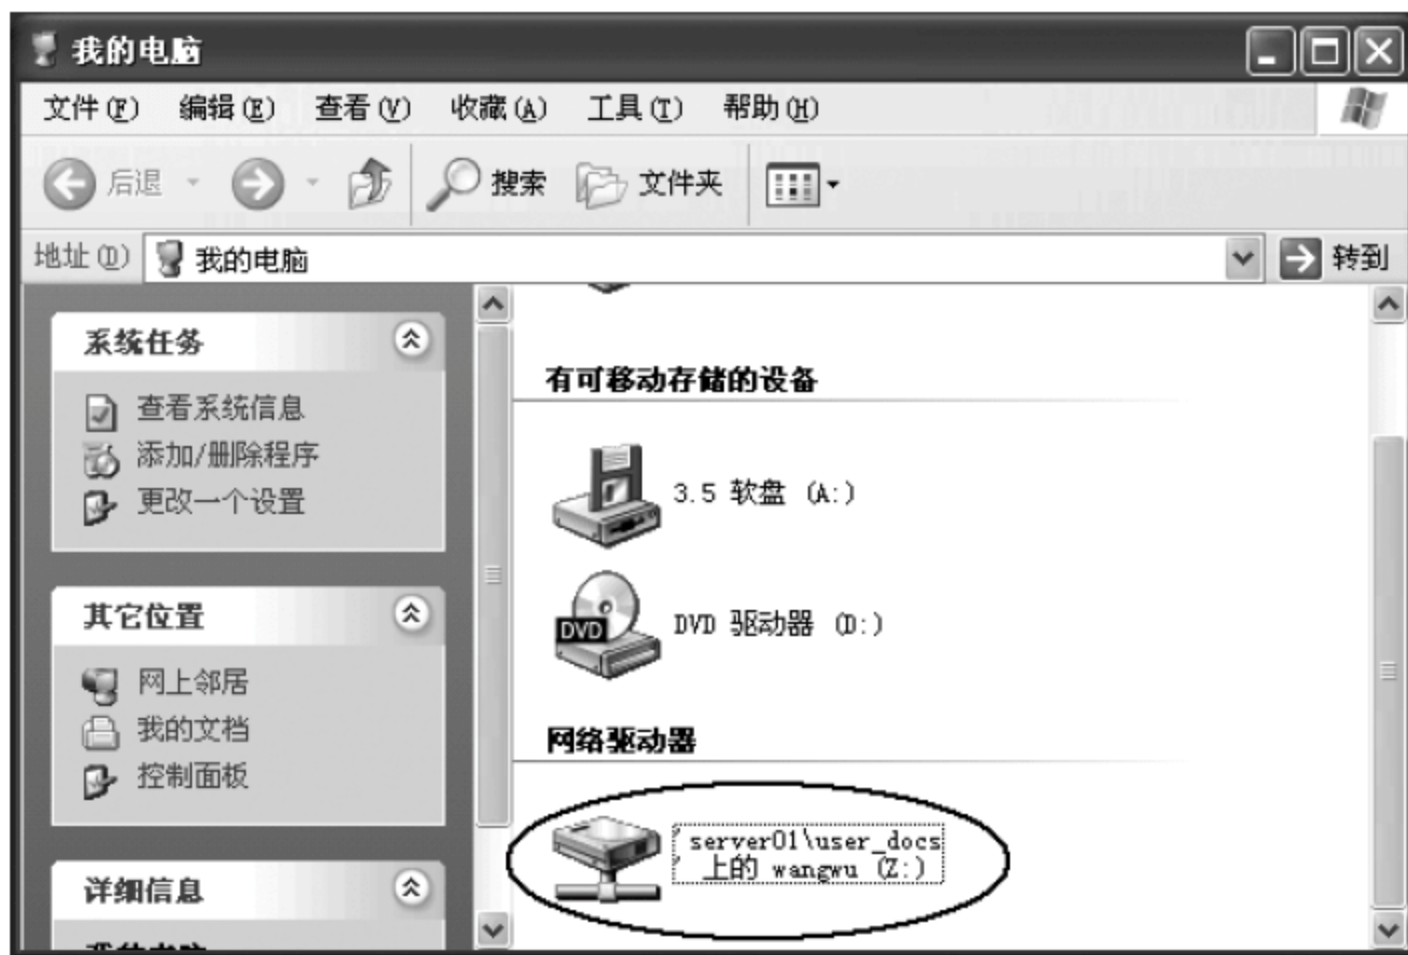 我的电脑
文件(F) 编辑(E) 查看(V) 收藏(A) 工具(T) 帮助(H)
后退 搜索 文件夹
地址(D) 我的电脑 转到
系统任务
查看系统信息
添加/删除程序
更改一个设置
其它位置
网上邻居
我的文档
控制面板
详细信息
有可移动存储的设备
3.5 软盘 (A:)
DVD
DVD 驱动器 (D:)
网络驱动器
'server01\user_docs
' 上的 wangwu (Z:)